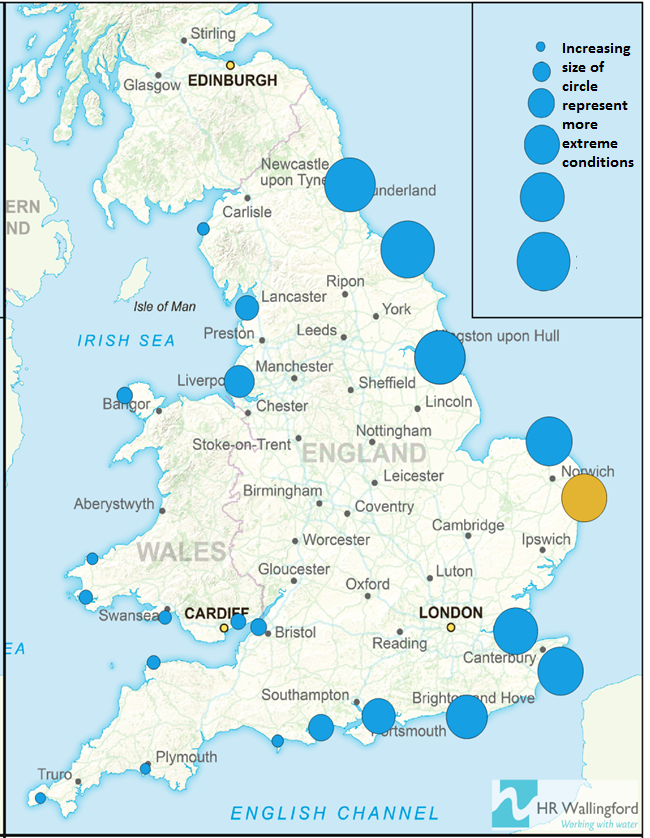 Stirling
EDINBURGH
Glasgow
Increasing
size of
circle
represent
more
extreme
conditions
Newcastle
upon Tyne
underland
ERN
ND
Carlisle
Isle of Man
Lancaster
Ripon
York
IRISH SEA
Preston
Leeds
ngston upon Hull
Manchester
Liverpo
Sheffield
Bangor
Chester
Lincoln
Stoke-on-Trent
Nottingham
ENGLAND
Norwich
Leicester
Birmingham
Aberystwyth
Coventry
Cambridge
Worcester
Ipswich
WALES
Gloucester
Oxford
Luton
Swansea
CARDIFF
LONDON
Bristol
Reading
EA
Canterbury
Southampton
Brighton and Hove
Portsmouth
Plymouth
Truro
ENGLISH CHANNEL
HR Wallingford
Working with water